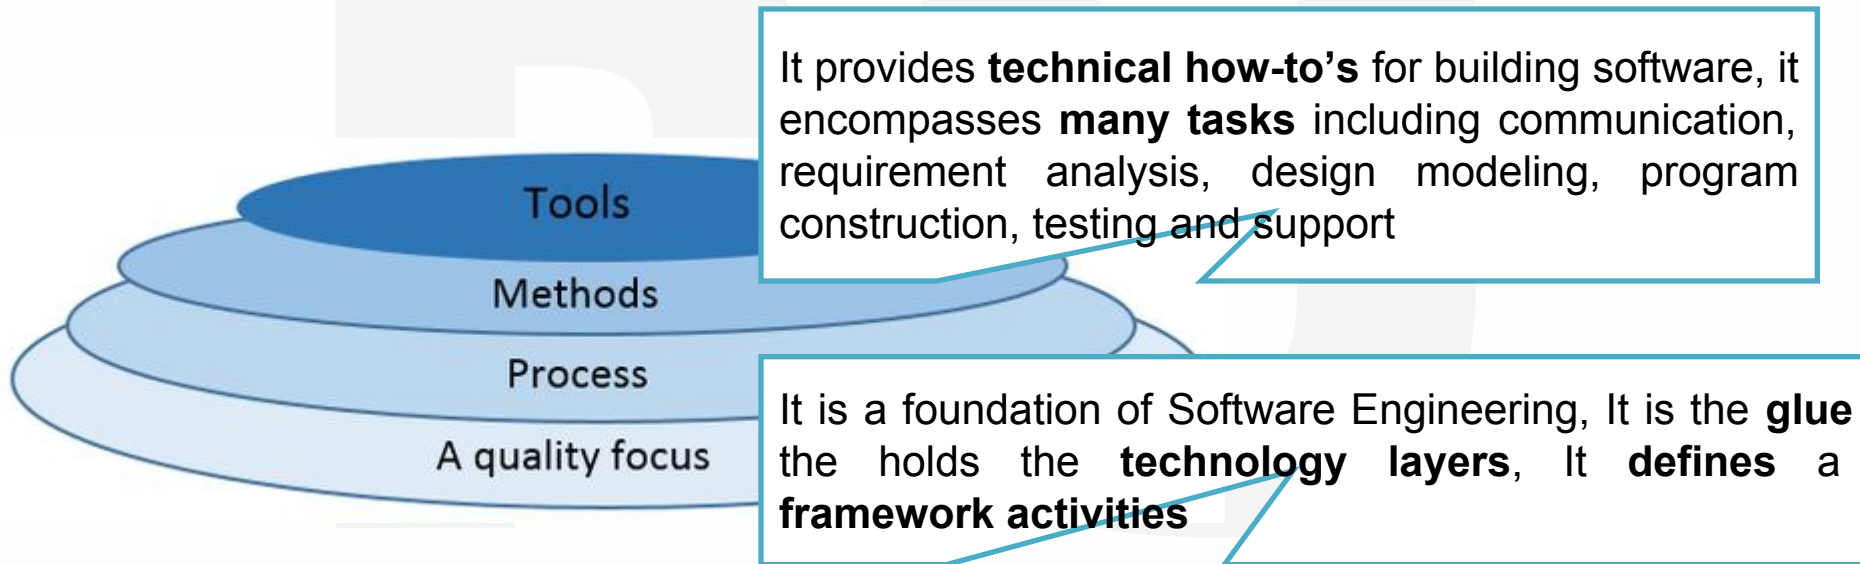 It provides technical how-to’s for building software, it
encompasses many tasks including communication,
requirement analysis, design modeling, program
construction, testing and support
Tools
Methods
Process
A quality focus
It is a foundation of Software Engineering, It is the glue
the holds the technology layers, It defines a
framework activities